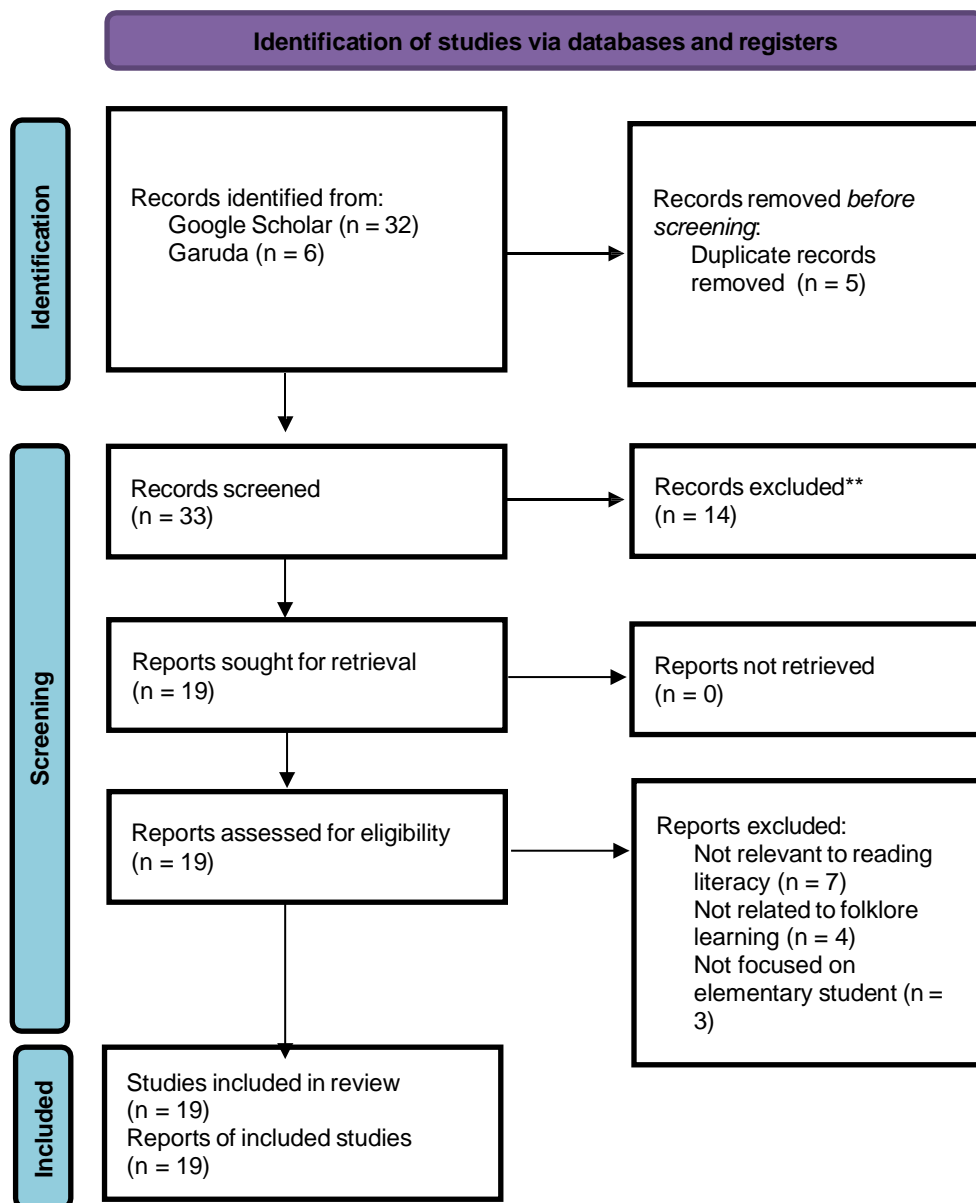 Identification of studies via databases and registers
Identification
Records identified from:
Google Scholar (n = 32)
Garuda (n = 6)
Records removed before
screening:
Duplicate records
removed  (n = 5)
Screening
Records screened
(n = 33)
Records excluded**
(n = 14)
Reports sought for retrieval
(n = 19)
Reports not retrieved
(n = 0)
Reports assessed for eligibility
(n = 19)
Reports excluded:
Not relevant to reading
literacy (n = 7)
Not related to folklore
learning (n = 4)
Not focused on
elementary student (n =
3)
Included
Studies included in review
(n = 19)
Reports of included studies
(n = 19)